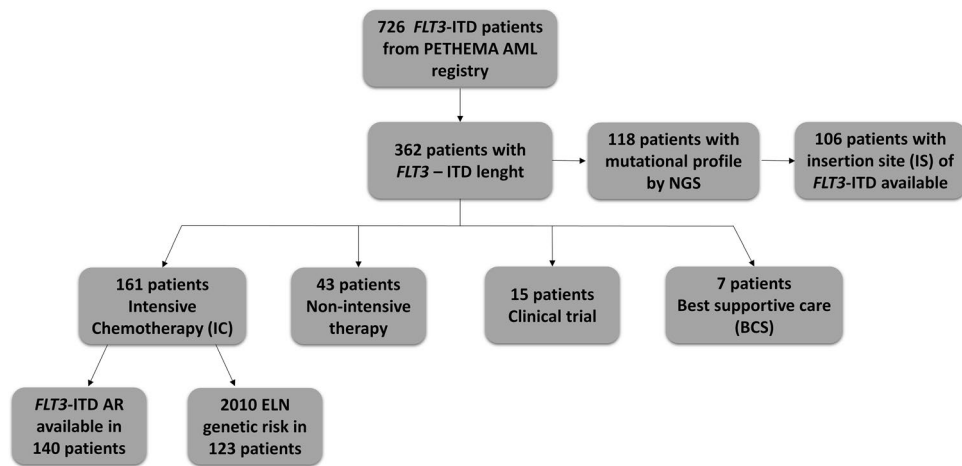 726 FLT3-ITD patients
from PETHEMA AML
registry
362 patients with
FLT3 – ITD lenght
118 patients with
mutational profile
by NGS
106 patients with
insertion site (IS) of
FLT3-ITD available
161 patients
Intensive
Chemotherapy (IC)
43 patients
Non-intensive
therapy
15 patients
Clinical trial
7 patients
Best supportive care
(BCS)
FLT3-ITD AR
available in
140 patients
2010 ELN
genetic risk in
123 patients